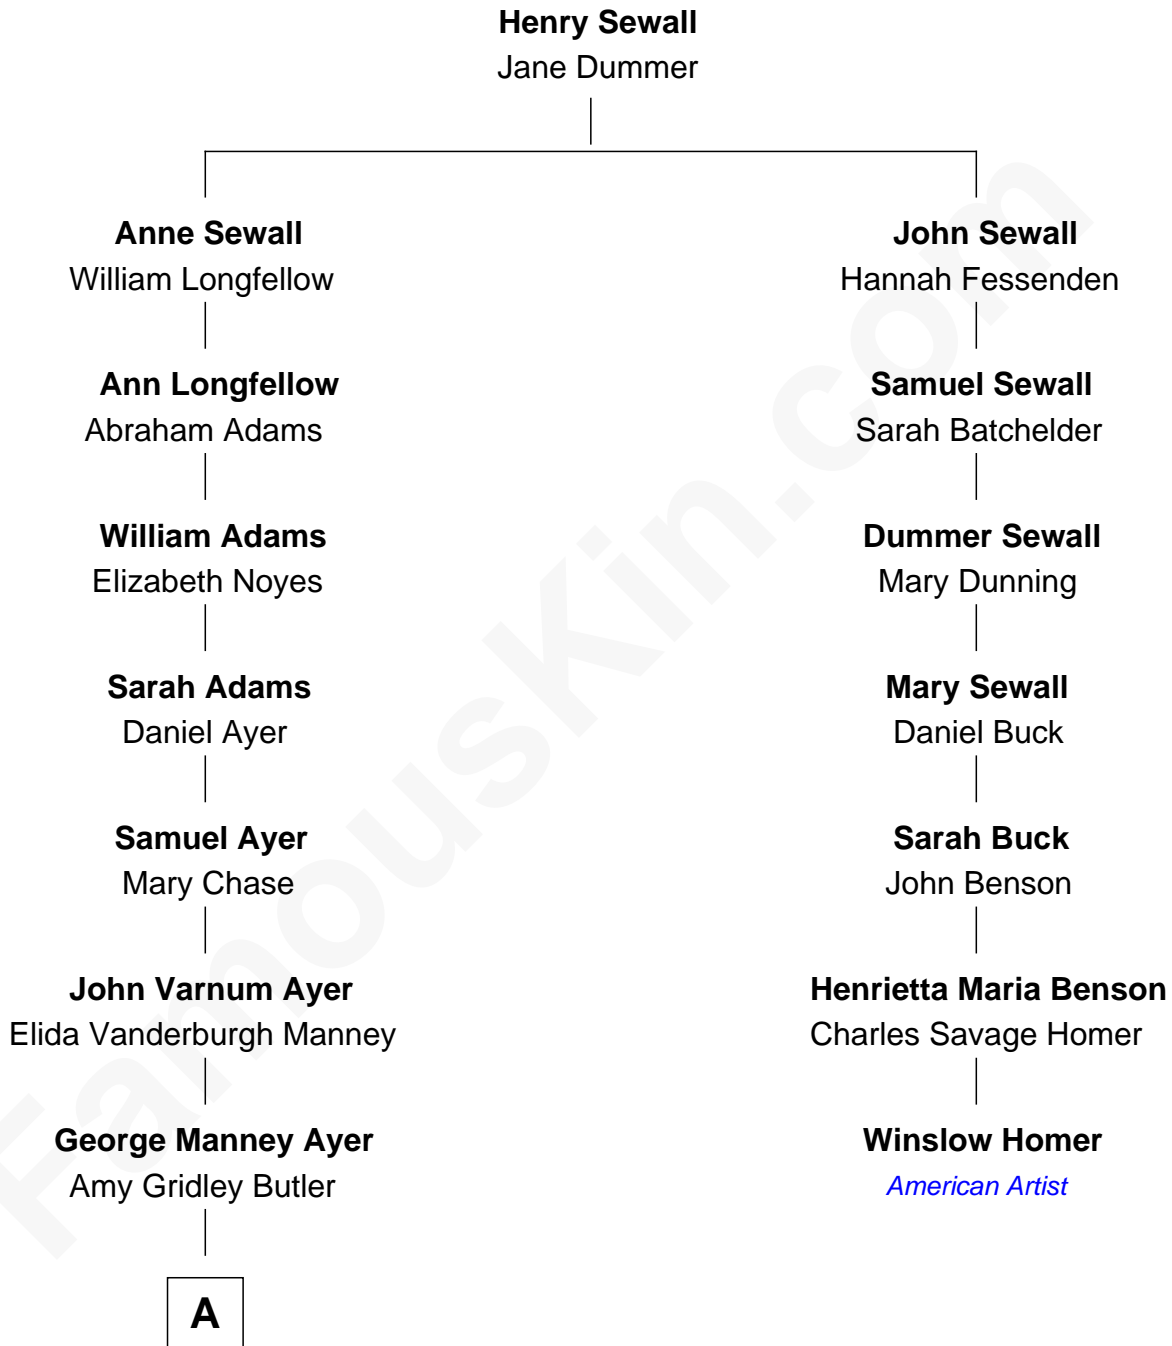 Henry Sewall
Jane Dummer
Anne Sewall
William Longfellow
John Sewall
Hannah Fessenden
Ann Longfellow
Abraham Adams
Samuel Sewall
Sarah Batchelder
William Adams
Elizabeth Noyes
Dummer Sewall
Mary Dunning
Sarah Adams
Daniel Ayer
Mary Sewall
Daniel Buck
Samuel Ayer
Mary Chase
Sarah Buck
John Benson
John Varnum Ayer
Elida Vanderburgh Manney
Henrietta Maria Benson
Charles Savage Homer
George Manney Ayer
Amy Gridley Butler
Winslow Homer
American Artist
A
FamousKin.com